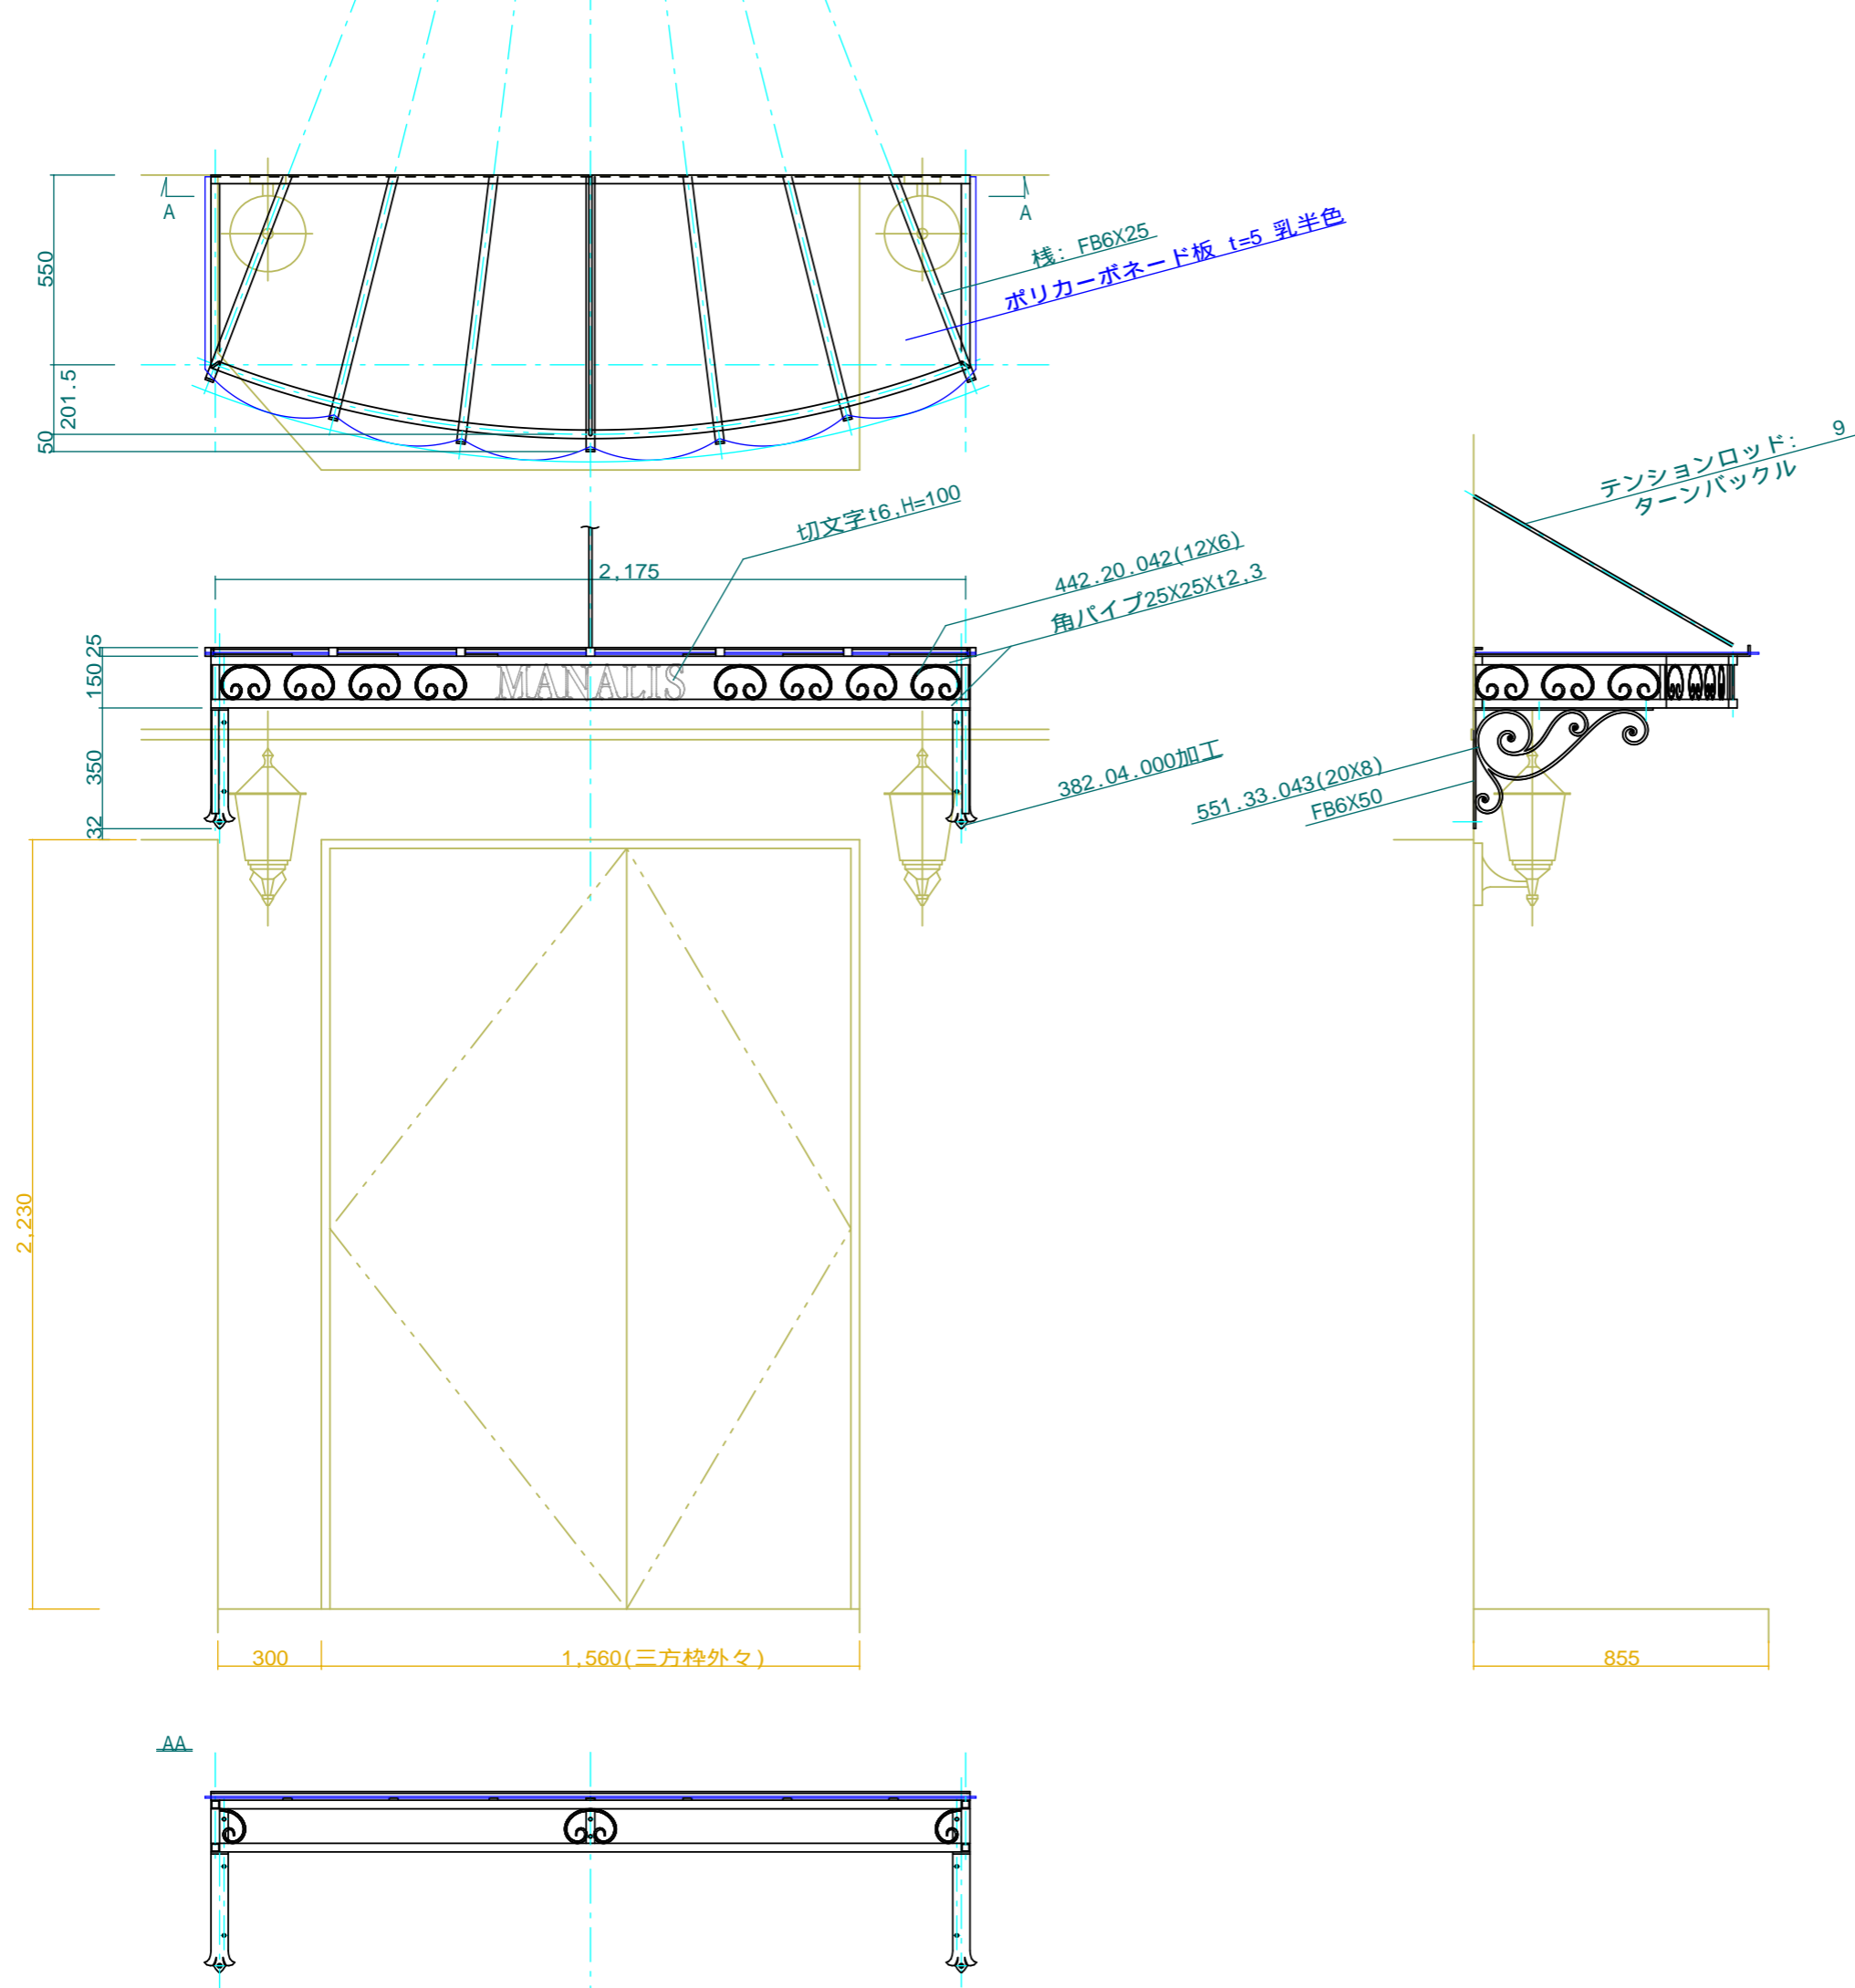 A
A
550
201.5
50
桟: FB6X25
ポリカーボネード板 t=5 乳半色
切文字t6,H=100
2,175
442.20.042(12X6)
角パイプ25X25Xt2,3
テンションロッド: 9
ターンバックル
25
150
350
32
MANALIS
382.04.000加工
551.33.043(20X8)
FB6X50
2,230
300
1,560(三方枠外々)
855
AA